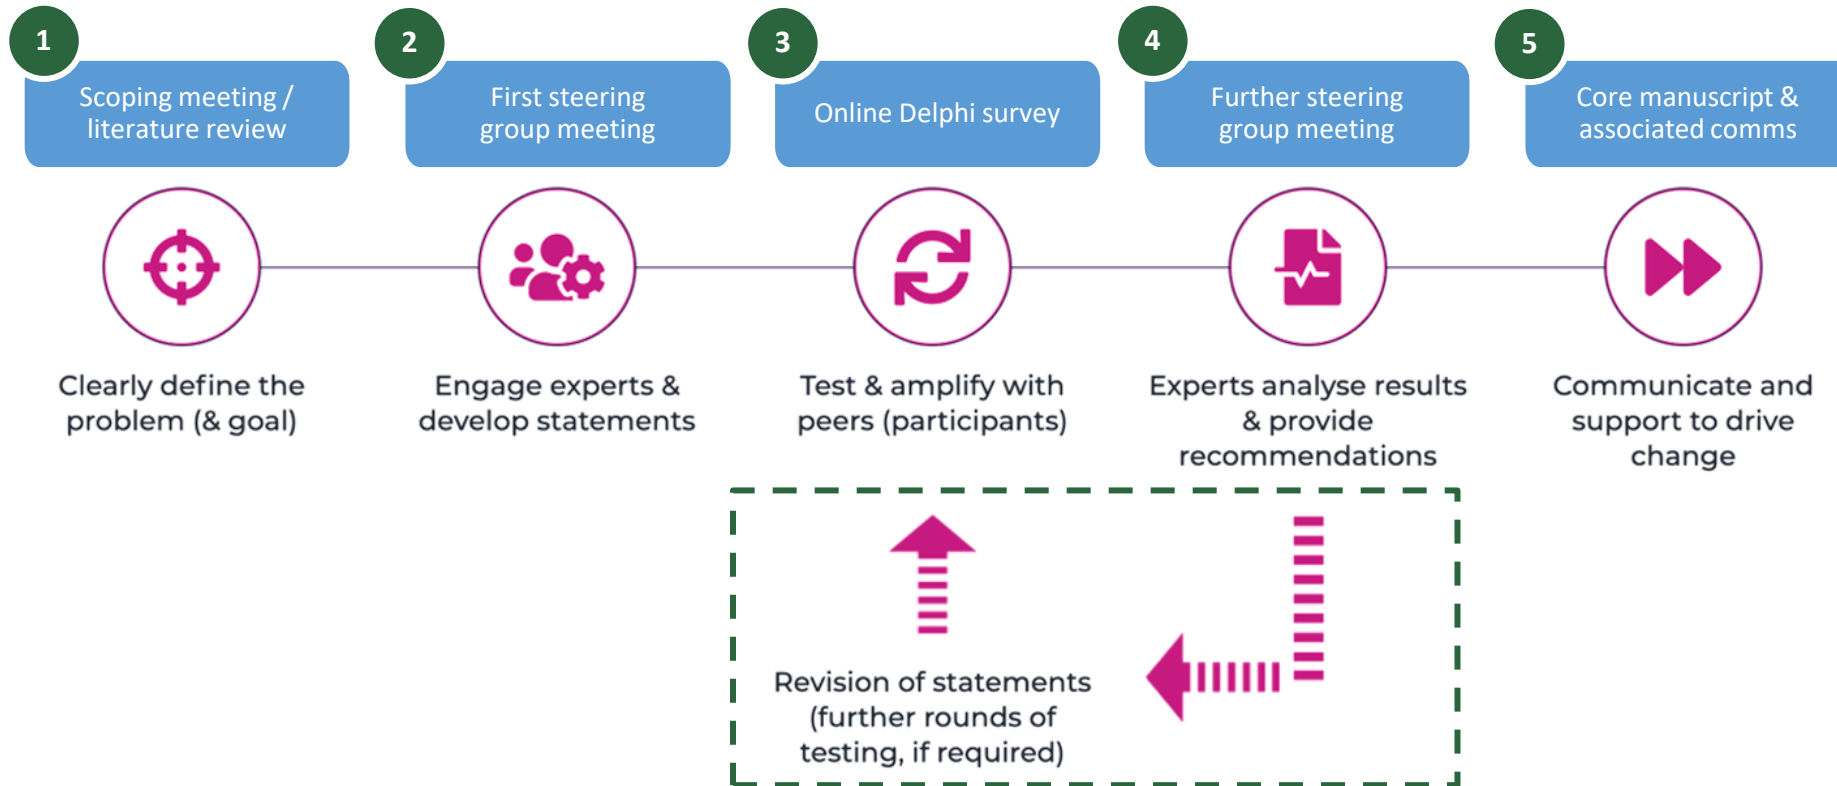 1
Scoping meeting /
literature review
2
First steering
group meeting
3
Online Delphi survey
4
Further steering
group meeting
5
Core manuscript &
associated comms
Clearly define the
problem (& goal)
Engage experts &
develop statements
Test & amplify with
peers (participants)
Experts analyse results
& provide
recommendations
Communicate and
support to drive
change
Revision of statements
(further rounds of
testing, if required)